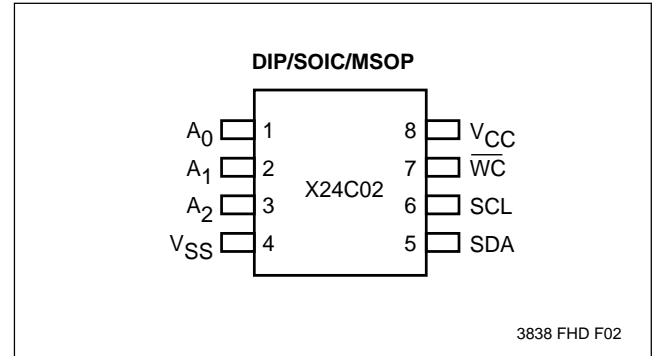 DIP/SOIC/MSOP
A0 1 8 VCC
A1 2 7 W̅C̅
X24C02
A2 3 6 SCL
VSS 4 5 SDA
3838 FHD F02